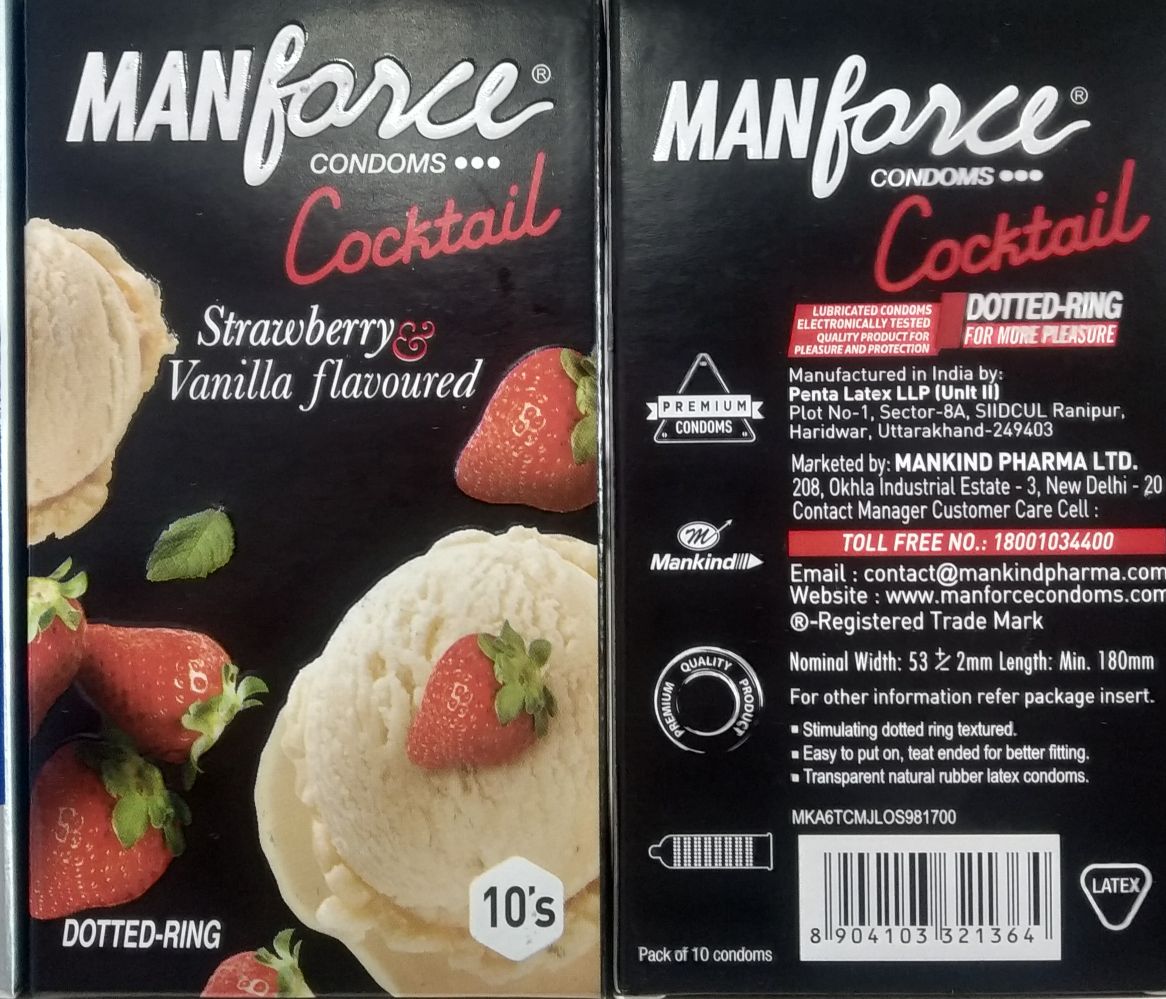 MANforce®
CONDOMS •••
Cocktail
Strawberry &
Vanilla flavoured
10's
DOTTED-RING
MANforce®
CONDOMS •••
Cocktail
LUBRICATED CONDOMS
ELECTRONICALLY TESTED
QUALITY PRODUCT FOR
PLEASURE AND PROTECTION
DOTTED-RING
FOR MORE PLEASURE
PREMIUM
CONDOMS
Manufactured in India by:
Penta Latex LLP (Unit II)
Plot No-1, Sector-8A, SIIDCUL Ranipur,
Haridwar, Uttarakhand-249403
Marketed by: MANKIND PHARMA LTD.
208, Okhla Industrial Estate - 3, New Delhi - 20
Contact Manager Customer Care Cell :
TOLL FREE NO.: 18001034400
m
Mankind
Email : contact@mankindpharma.com
Website : www.manforcecondoms.com
®-Registered Trade Mark
PREMIUM QUALITY PRODUCT
Nominal Width: 53 ± 2mm Length: Min. 180mm
For other information refer package insert.
▪ Stimulating dotted ring textured.
▪ Easy to put on, teat ended for better fitting.
▪ Transparent natural rubber latex condoms.
MKA6TCMJLOS981700
8 904103 321364
LATEX
Pack of 10 condoms